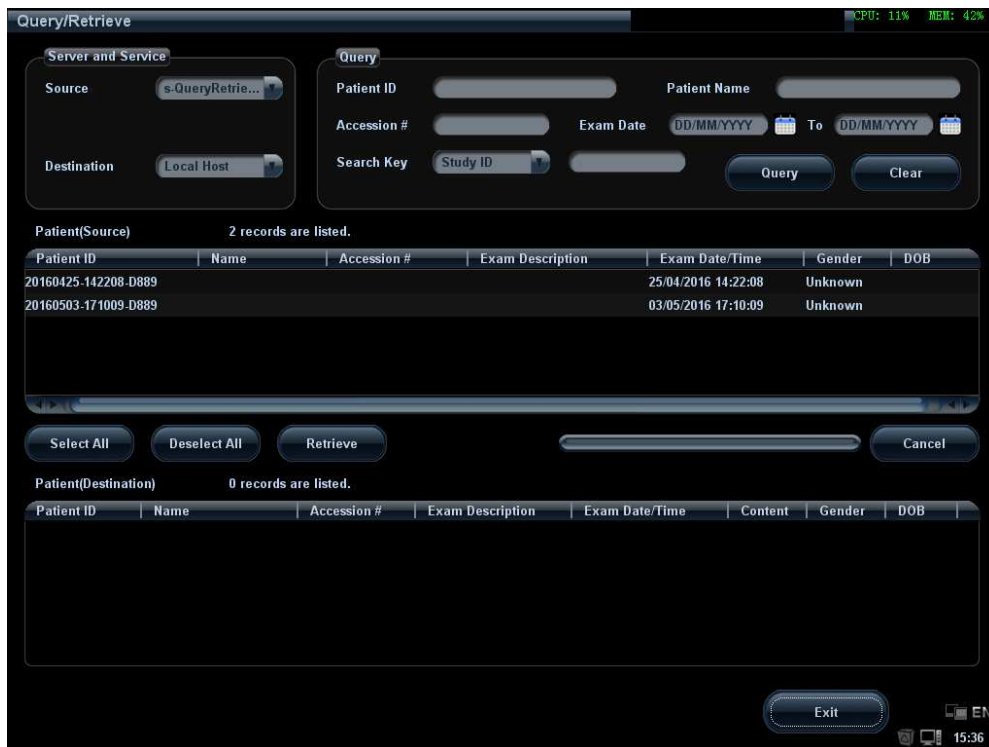 Query/Retrieve CPU: 11% MEM: 42%
Server and Service Query
Source s-QueryRetrie... Patient ID Patient Name
Accession # Exam Date DD/MM/YYYY To DD/MM/YYYY
Destination Local Host Search Key Study ID
Query Clear
Patient(Source) 2 records are listed.
Patient ID Name Accession # Exam Description Exam Date/Time Gender DOB
20160425-142208-D889 25/04/2016 14:22:08 Unknown
20160503-171009-D889 03/05/2016 17:10:09 Unknown
Select All Deselect All Retrieve Cancel
Patient(Destination) 0 records are listed.
Patient ID Name Accession # Exam Description Exam Date/Time Content Gender DOB
Exit EN
15:36